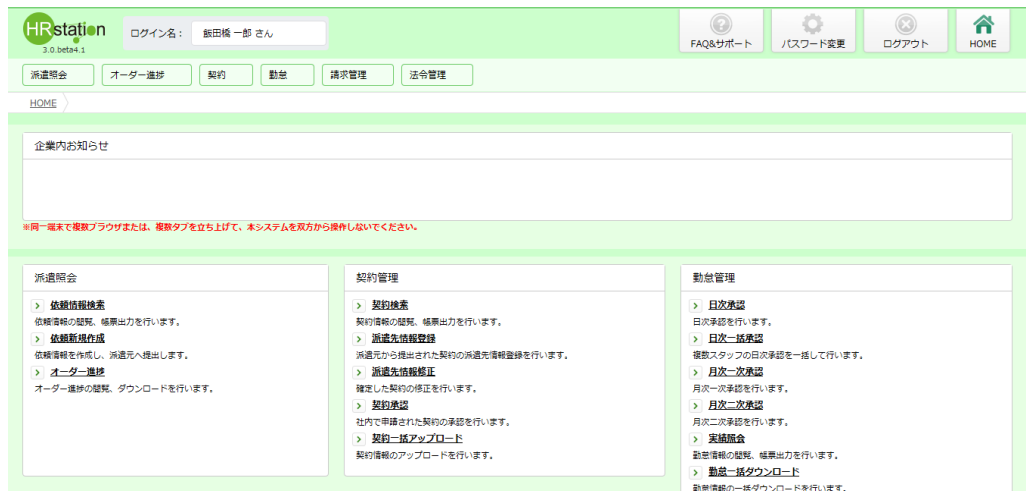 HRstation
3.0.beta4.1
ログイン名： 飯田橋 一郎 さん
FAQ&サポート パスワード変更 ログアウト HOME
派遣照会 オーダー進捗 契約 勤怠 請求管理 法令管理
HOME
企業内お知らせ
※同一端末で複数ブラウザまたは、複数タブを立ち上げて、本システムを双方から操作しないでください。
派遣照会
依頼情報検索
依頼情報の閲覧、帳票出力を行います。
依頼新規作成
依頼情報を作成し、派遣元へ提出します。
オーダー進捗
オーダー進捗の閲覧、ダウンロードを行います。
契約管理
契約検索
契約情報の閲覧、帳票出力を行います。
派遣先情報登録
派遣元から提出された契約の派遣先情報登録を行います。
派遣先情報修正
確定した契約の修正を行います。
契約承認
社内で申請された契約の承認を行います。
契約一括アップロード
契約情報のアップロードを行います。
勤怠管理
日次承認
日次承認を行います。
日次一括承認
複数スタッフの日次承認を一括して行います。
月次一次承認
月次一次承認を行います。
月次二次承認
月次二次承認を行います。
実績照会
勤怠情報の閲覧、帳票出力を行います。
勤怠一括ダウンロード
勤怠情報の一括ダウンロードを行います。